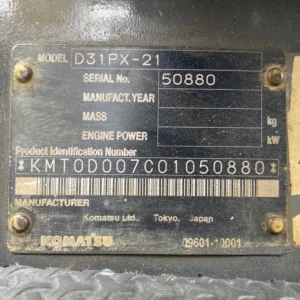 MODEL D31PX-21
SERIAL No. 50880
MANUFACT. YEAR
MASS kg
ENGINE POWER kW
Product Identification Number
*KMT0D007C01050880*
MANUFACTURER
Komatsu Ltd. Tokyo, Japan
KOMATSU 09601-10001